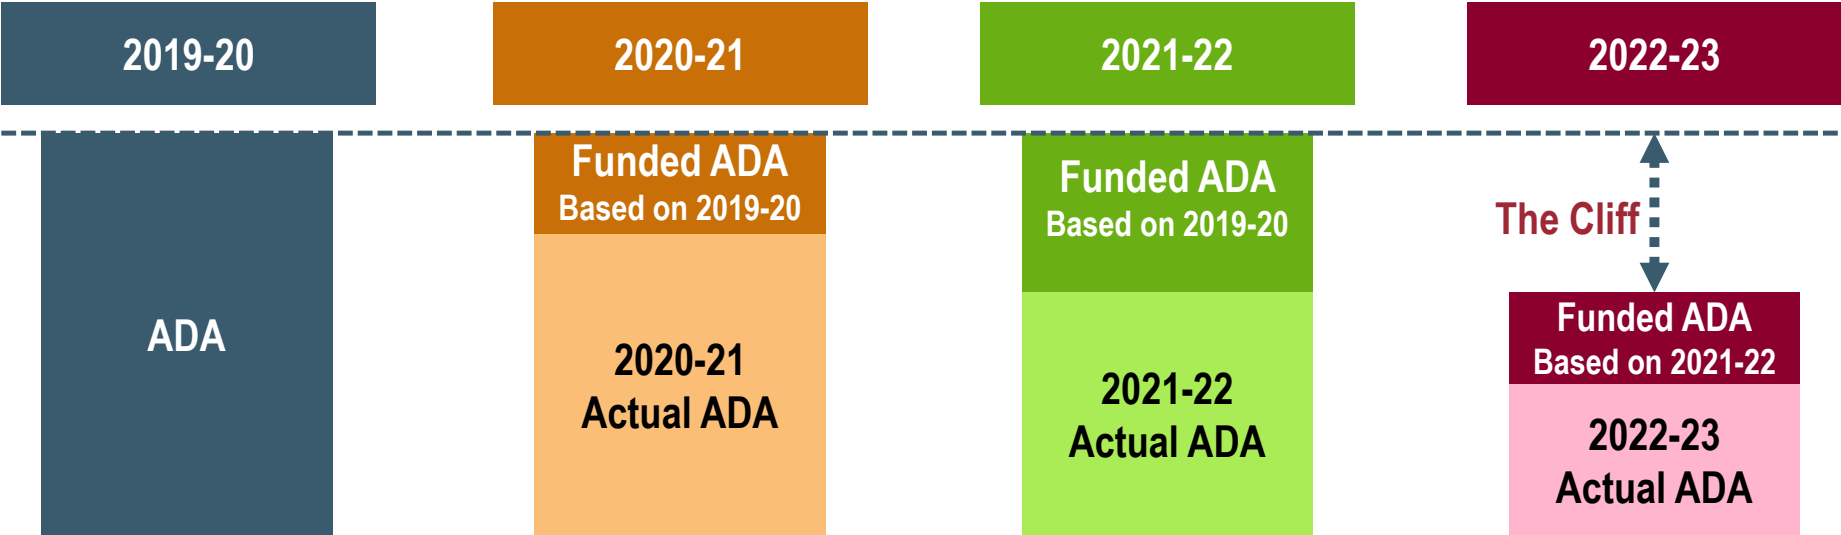 2019-20
2020-21
2021-22
2022-23
ADA
Funded ADA
Based on 2019-20
2020-21
Actual ADA
Funded ADA
Based on 2019-20
2021-22
Actual ADA
The Cliff
Funded ADA
Based on 2021-22
2022-23
Actual ADA